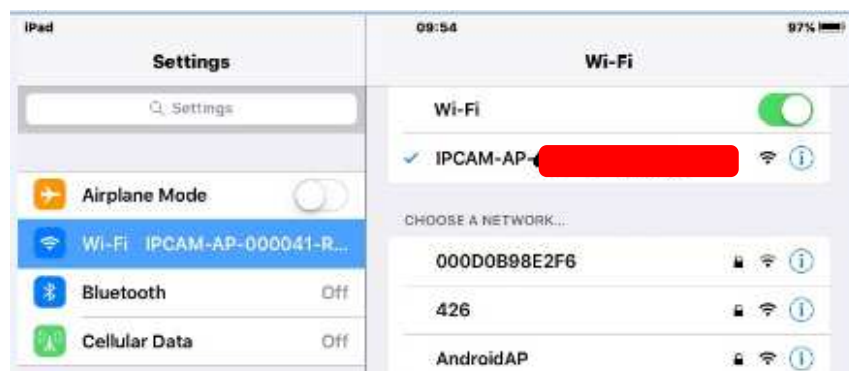 iPad
09:54
97%
Settings
Wi-Fi
Settings
Wi-Fi
IPCAM-AP-
Airplane Mode
CHOOSE A NETWORK...
Wi-Fi IPCAM-AP-000041-R...
000D0B98E2F6
Bluetooth Off
426
Cellular Data Off
AndroidAP